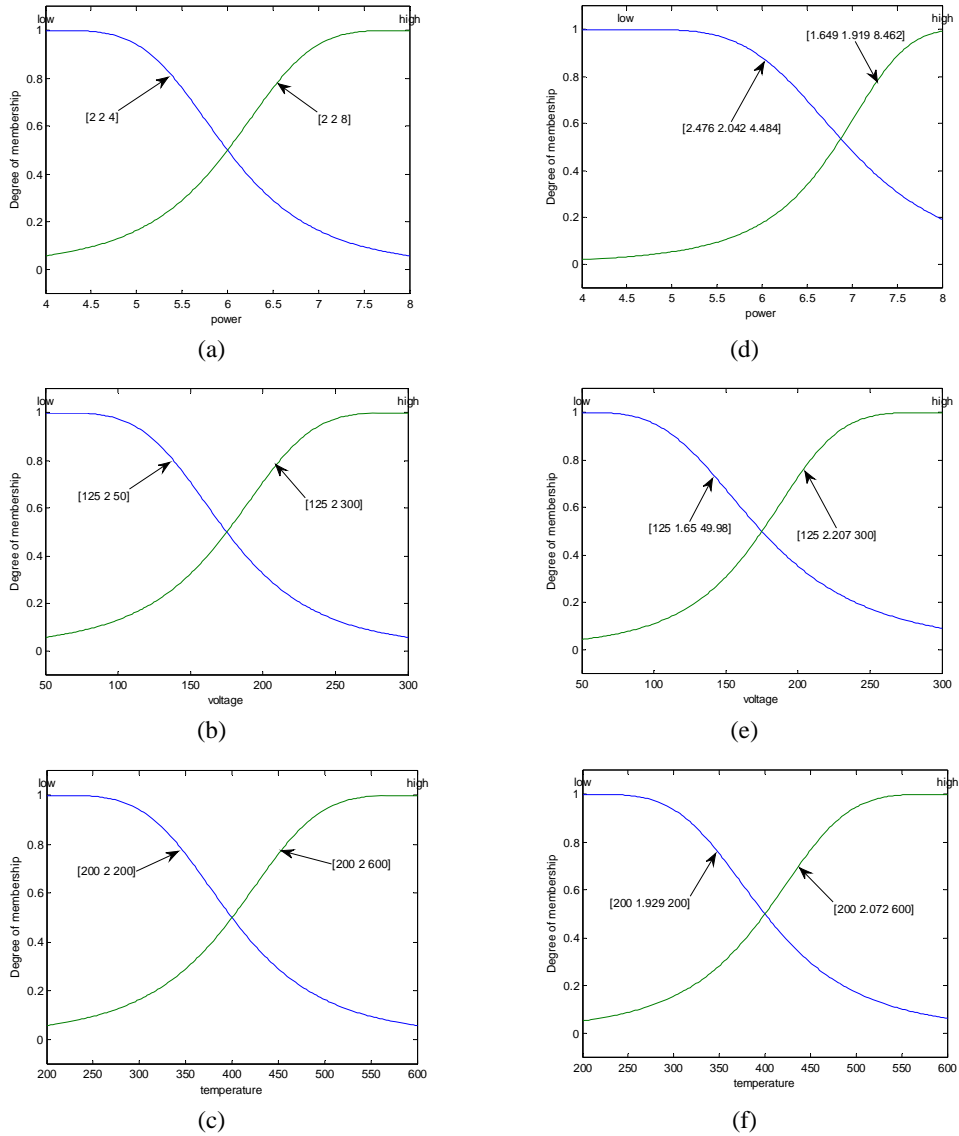 low
high
1
0.8
0.6
0.4
0.2
0
Degree of membership
[2 2 4]
[2 2 8]
4 4.5 5 5.5 6 6.5 7 7.5 8
power
(a)
low
high
1
0.8
0.6
0.4
0.2
0
Degree of membership
[1.649 1.919 8.462]
[2.476 2.042 4.484]
4 4.5 5 5.5 6 6.5 7 7.5 8
power
(d)
low
high
1
0.8
0.6
0.4
0.2
0
Degree of membership
[125 2 50]
[125 2 300]
50 100 150 200 250 300
voltage
(b)
low
high
1
0.8
0.6
0.4
0.2
0
Degree of membership
[125 1.65 49.98]
[125 2.207 300]
50 100 150 200 250 300
voltage
(e)
low
high
1
0.8
0.6
0.4
0.2
0
Degree of membership
[200 2 200]
[200 2 600]
200 250 300 350 400 450 500 550 600
temperature
(c)
low
high
1
0.8
0.6
0.4
0.2
0
Degree of membership
[200 1.929 200]
[200 2.072 600]
200 250 300 350 400 450 500 550 600
temperature
(f)